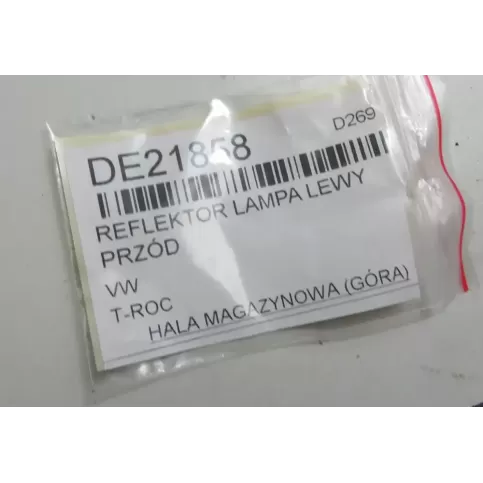 D269
DE21858
REFLEKTOR LAMPA LEWY
PRZÓD
VW
T-ROC
HALA MAGAZYNOWA (GÓRA)